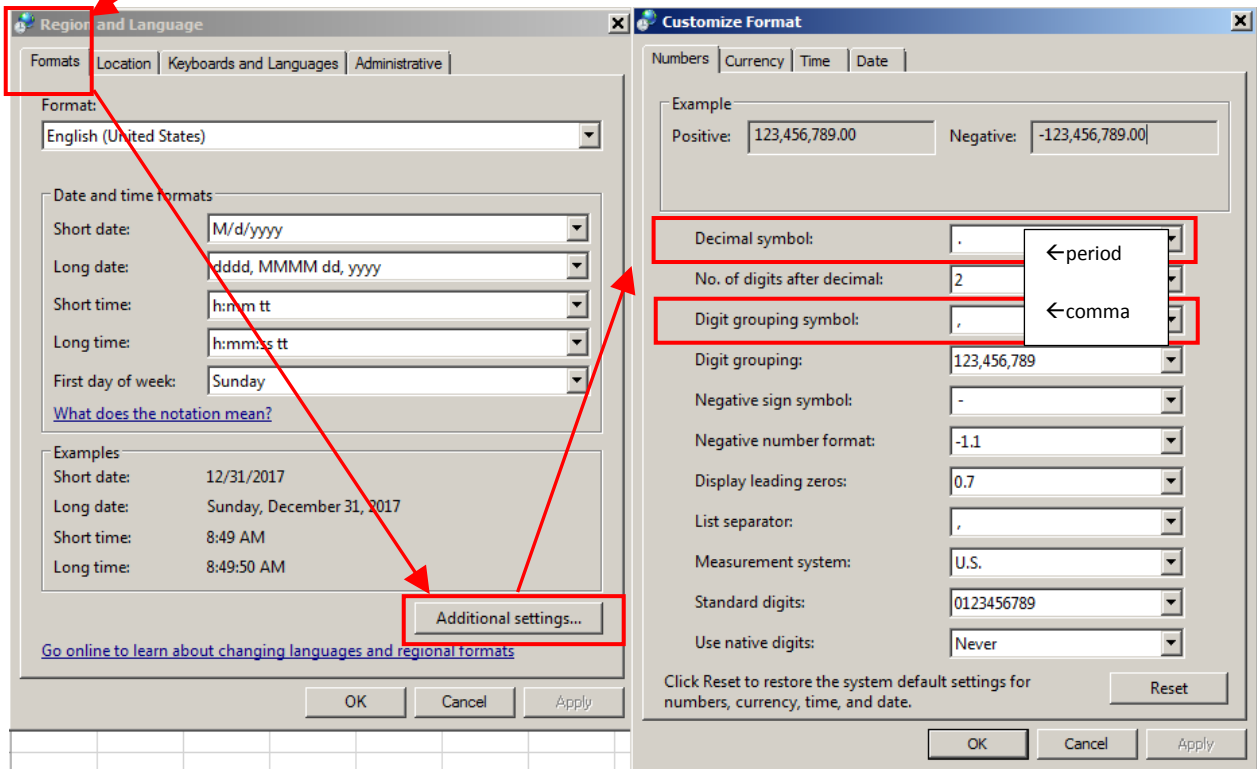 Region and Language
Formats Location Keyboards and Languages Administrative
Format:
English (United States)
Date and time formats
Short date: M/d/yyyy
Long date: dddd, MMMM dd, yyyy
Short time: h:mm tt
Long time: h:mm:ss tt
First day of week: Sunday
What does the notation mean?
Examples
Short date: 12/31/2017
Long date: Sunday, December 31, 2017
Short time: 8:49 AM
Long time: 8:49:50 AM
Additional settings...
Go online to learn about changing languages and regional formats
OK Cancel Apply
Customize Format
Numbers Currency Time Date
Example
Positive: 123,456,789.00 Negative: -123,456,789.00
Decimal symbol: .
←period
No. of digits after decimal: 2
←comma
Digit grouping symbol: ,
Digit grouping: 123,456,789
Negative sign symbol: -
Negative number format: -1.1
Display leading zeros: 0.7
List separator: ,
Measurement system: U.S.
Standard digits: 0123456789
Use native digits: Never
Click Reset to restore the system default settings for
numbers, currency, time, and date.
Reset
OK Cancel Apply